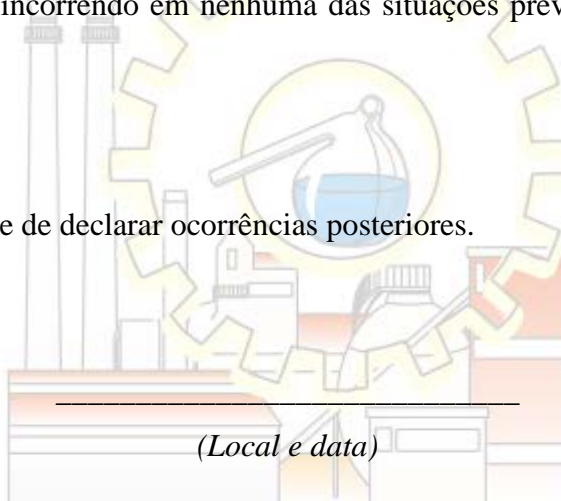 incorrendo em nenhuma das situações prev
e de declarar ocorrências posteriores.
(Local e data)